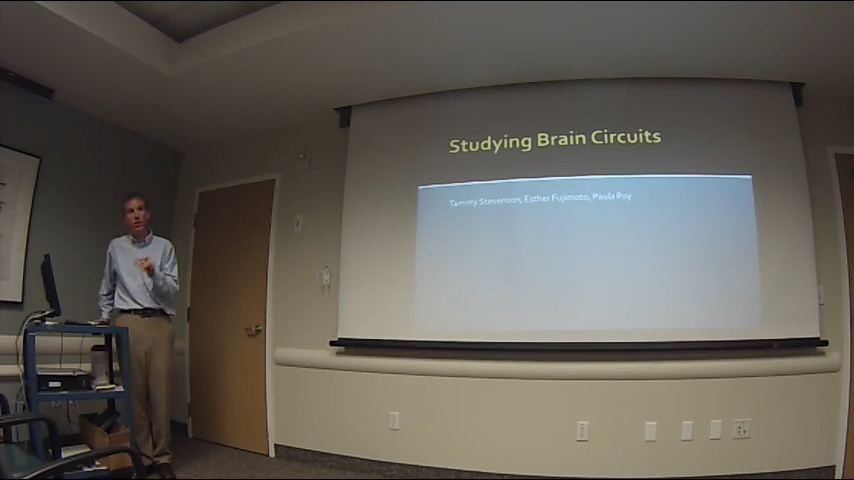 Studying Brain Circuits
Tammy Stevenson, Esther Fujimoto, Paula Roy